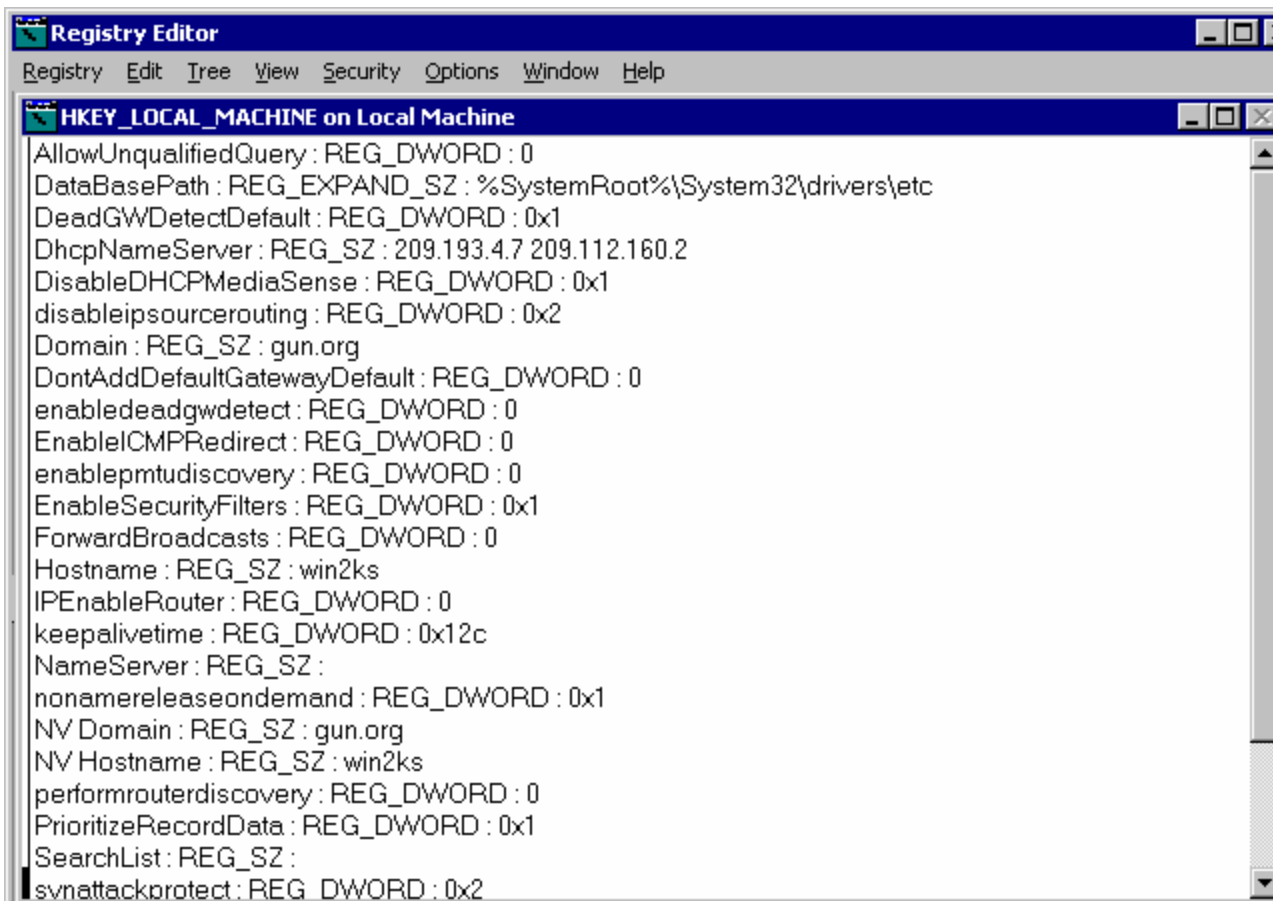 Registry Editor
Registry Edit Tree View Security Options Window Help
HKEY_LOCAL_MACHINE on Local Machine
AllowUnqualifiedQuery : REG_DWORD : 0
DataBasePath : REG_EXPAND_SZ : %SystemRoot%\System32\drivers\etc
DeadGWDetectDefault : REG_DWORD : 0x1
DhcpNameServer : REG_SZ : 209.193.4.7 209.112.160.2
DisableDHCPMediaSense : REG_DWORD : 0x1
disableipsourcerouting : REG_DWORD : 0x2
Domain : REG_SZ : gun.org
DontAddDefaultGatewayDefault : REG_DWORD : 0
enabledeadgwdetect : REG_DWORD : 0
EnableICMPRedirect : REG_DWORD : 0
enablepmtudiscovery : REG_DWORD : 0
EnableSecurityFilters : REG_DWORD : 0x1
ForwardBroadcasts : REG_DWORD : 0
Hostname : REG_SZ : win2ks
IPEnableRouter : REG_DWORD : 0
keepalivetime : REG_DWORD : 0x12c
NameServer : REG_SZ :
nonamereleaseondemand : REG_DWORD : 0x1
NV Domain : REG_SZ : gun.org
NV Hostname : REG_SZ : win2ks
performrouterdiscovery : REG_DWORD : 0
PrioritizeRecordData : REG_DWORD : 0x1
SearchList : REG_SZ :
synattackprotect : REG_DWORD : 0x2